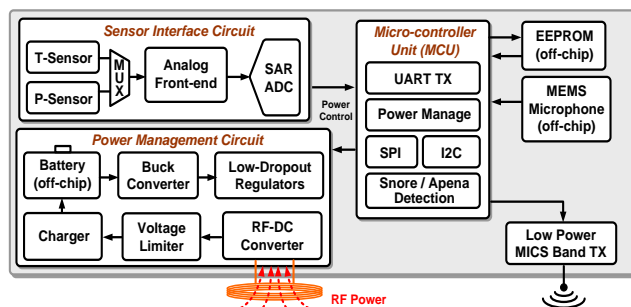 Sensor Interface Circuit
T-Sensor
P-Sensor
MUX
Analog
Front-end
SAR
ADC
Power
Control
Micro-controller
Unit (MCU)
UART TX
Power Manage
SPI
I2C
Snore / Apena
Detection
EEPROM
(off-chip)
MEMS
Microphone
(off-chip)
Power Management Circuit
Battery
(off-chip)
Buck
Converter
Low-Dropout
Regulators
Charger
Voltage
Limiter
RF-DC
Converter
Low Power
MICS Band TX
RF Power